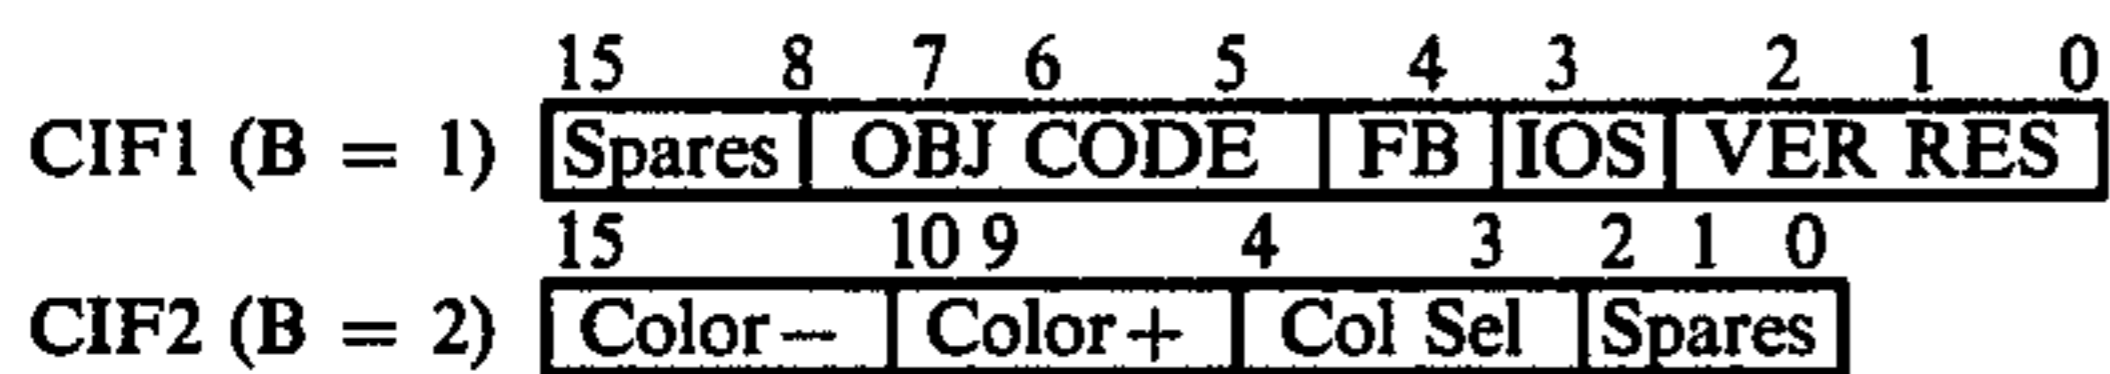 15 8 7 6 5 4 3 2 1 0
CIF1 (B = 1) Spares OBJ CODE FB IOS VER RES
15 10 9 4 3 2 1 0
CIF2 (B = 2) Color− Color+ Col Sel Spares